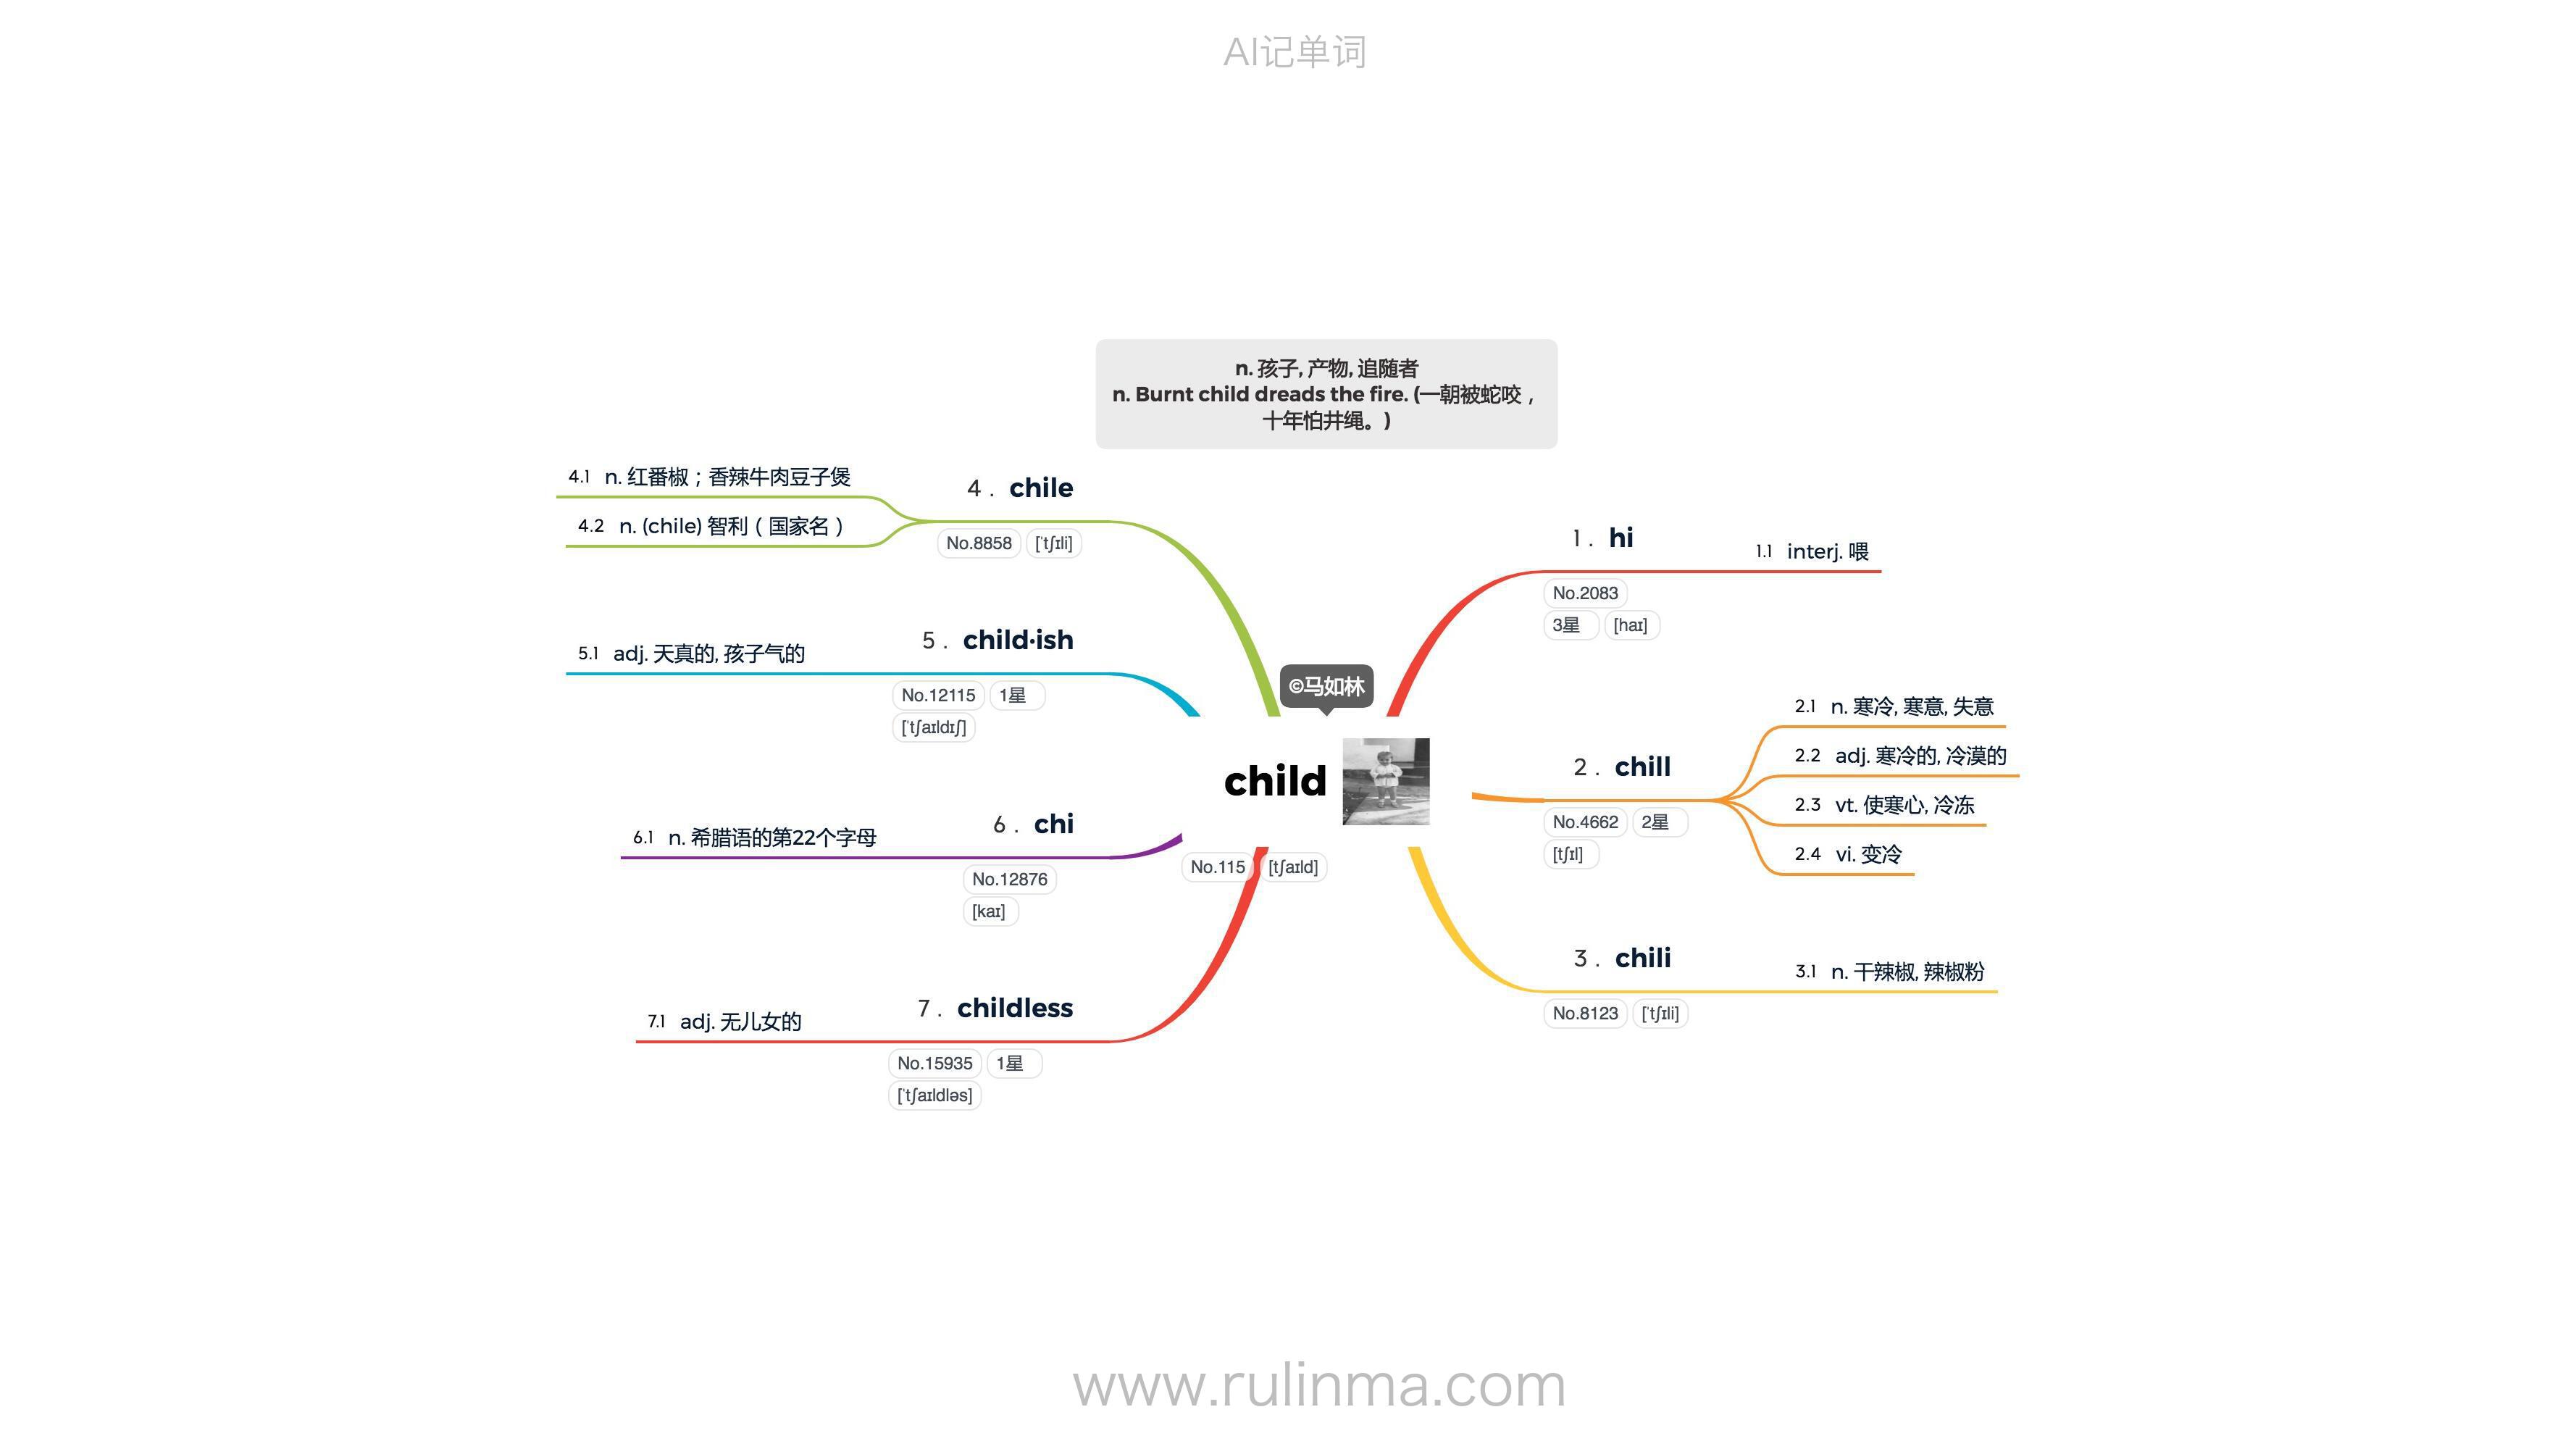 AI记单词
n. 孩子, 产物, 追随者
n. Burnt child dreads the fire. (一朝被蛇咬，
十年怕井绳。)
©马如林
child
No.115 [tʃaɪld]
1 . hi
No.2083
3星 [haɪ]
1.1 interj. 喂
2 . chill
No.4662 2星
[tʃɪl]
2.1 n. 寒冷, 寒意, 失意
2.2 adj. 寒冷的, 冷漠的
2.3 vt. 使寒心, 冷冻
2.4 vi. 变冷
3 . chili
No.8123 [ˈtʃɪli]
3.1 n. 干辣椒, 辣椒粉
4 . chile
No.8858 [ˈtʃɪli]
4.1 n. 红番椒；香辣牛肉豆子煲
4.2 n. (chile) 智利（国家名）
5 . child·ish
No.12115 1星
[ˈtʃaɪldɪʃ]
5.1 adj. 天真的, 孩子气的
6 . chi
No.12876
[kaɪ]
6.1 n. 希腊语的第22个字母
7 . childless
No.15935 1星
[ˈtʃaɪldləs]
7.1 adj. 无儿女的
www.rulinma.com